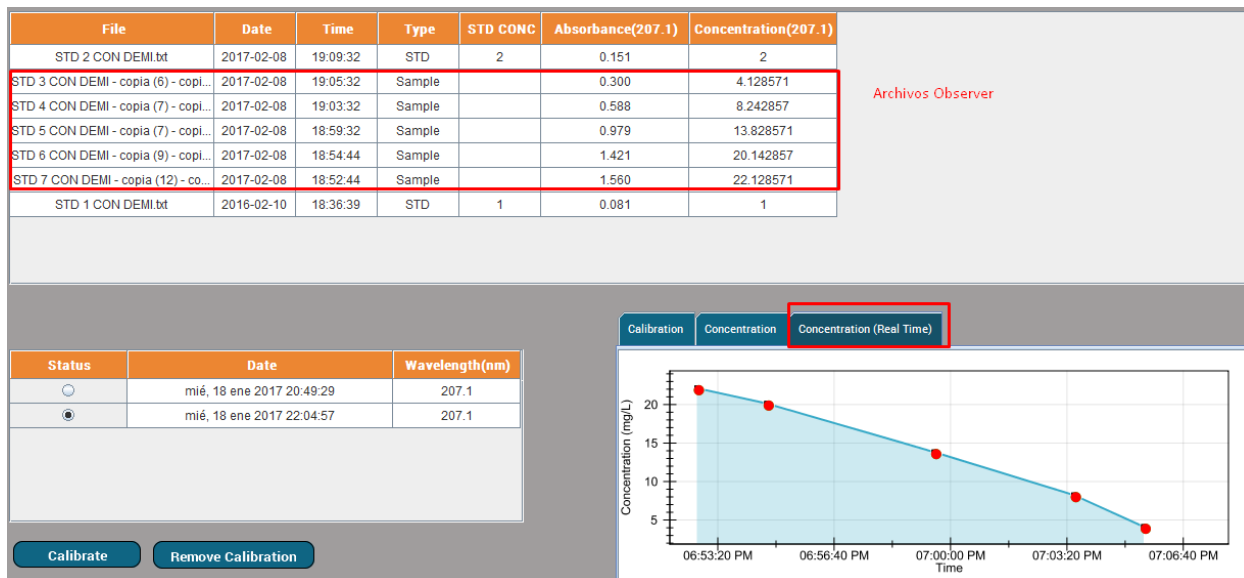 File Date Time Type STD CONC Absorbance(207.1) Concentration(207.1)
STD 2 CON DEMI.txt 2017-02-08 19:09:32 STD 2 0.151 2
STD 3 CON DEMI - copia (6) - copi... 2017-02-08 19:05:32 Sample 0.300 4.128571
STD 4 CON DEMI - copia (7) - copi... 2017-02-08 19:03:32 Sample 0.588 8.242857
STD 5 CON DEMI - copia (7) - copi... 2017-02-08 18:59:32 Sample 0.979 13.828571
STD 6 CON DEMI - copia (9) - copi... 2017-02-08 18:54:44 Sample 1.421 20.142857
STD 7 CON DEMI - copia (12) - co... 2017-02-08 18:52:44 Sample 1.560 22.128571
STD 1 CON DEMI.txt 2016-02-10 18:36:39 STD 1 0.081 1
Archivos Observer
Status Date Wavelength(nm)
mié, 18 ene 2017 20:49:29 207.1
mié, 18 ene 2017 22:04:57 207.1
Calibrate Remove Calibration
Calibration Concentration Concentration (Real Time)
Concentration (mg/L)
20
15
10
5
06:53:20 PM 06:56:40 PM 07:00:00 PM 07:03:20 PM 07:06:40 PM
Time